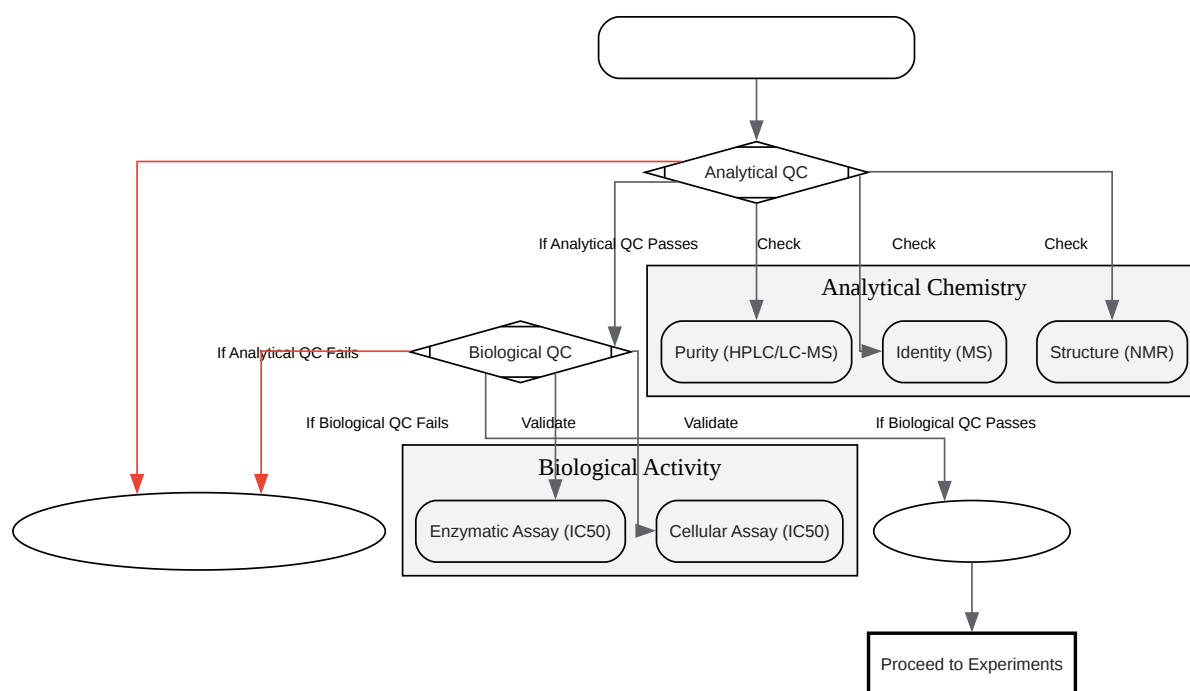 Analytical QC
If Analytical QC Passes
Check
Check
Check
Analytical Chemistry
Purity (HPLC/LC-MS)
Identity (MS)
Structure (NMR)
If Analytical QC Fails
Biological QC
If Biological QC Fails
Validate
Validate
If Biological QC Passes
Biological Activity
Enzymatic Assay (IC50)
Cellular Assay (IC50)
Proceed to Experiments